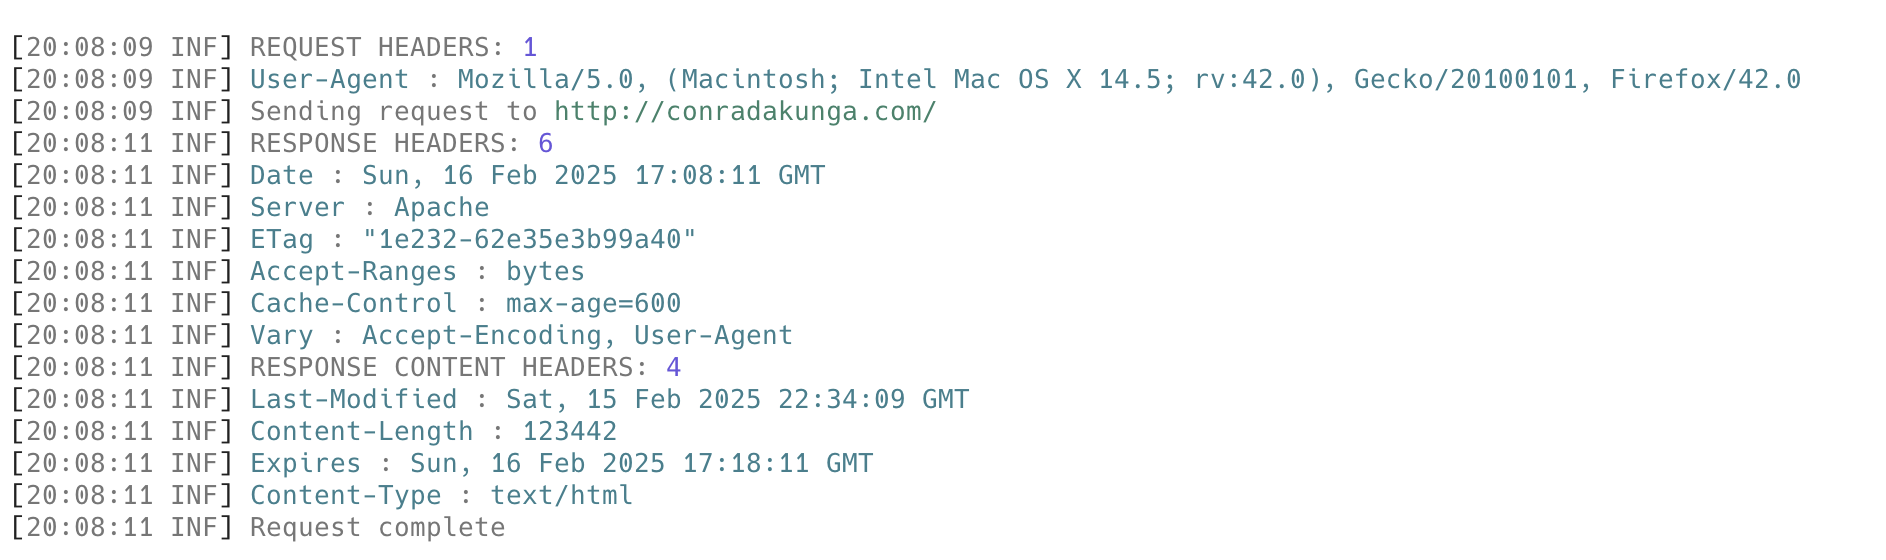 [20:08:09 INF] REQUEST HEADERS: 1
[20:08:09 INF] User-Agent : Mozilla/5.0, (Macintosh; Intel Mac OS X 14.5; rv:42.0), Gecko/20100101, Firefox/42.0
[20:08:09 INF] Sending request to http://conradakunga.com/
[20:08:11 INF] RESPONSE HEADERS: 6
[20:08:11 INF] Date : Sun, 16 Feb 2025 17:08:11 GMT
[20:08:11 INF] Server : Apache
[20:08:11 INF] ETag : "1e232-62e35e3b99a40"
[20:08:11 INF] Accept-Ranges : bytes
[20:08:11 INF] Cache-Control : max-age=600
[20:08:11 INF] Vary : Accept-Encoding, User-Agent
[20:08:11 INF] RESPONSE CONTENT HEADERS: 4
[20:08:11 INF] Last-Modified : Sat, 15 Feb 2025 22:34:09 GMT
[20:08:11 INF] Content-Length : 123442
[20:08:11 INF] Expires : Sun, 16 Feb 2025 17:18:11 GMT
[20:08:11 INF] Content-Type : text/html
[20:08:11 INF] Request complete